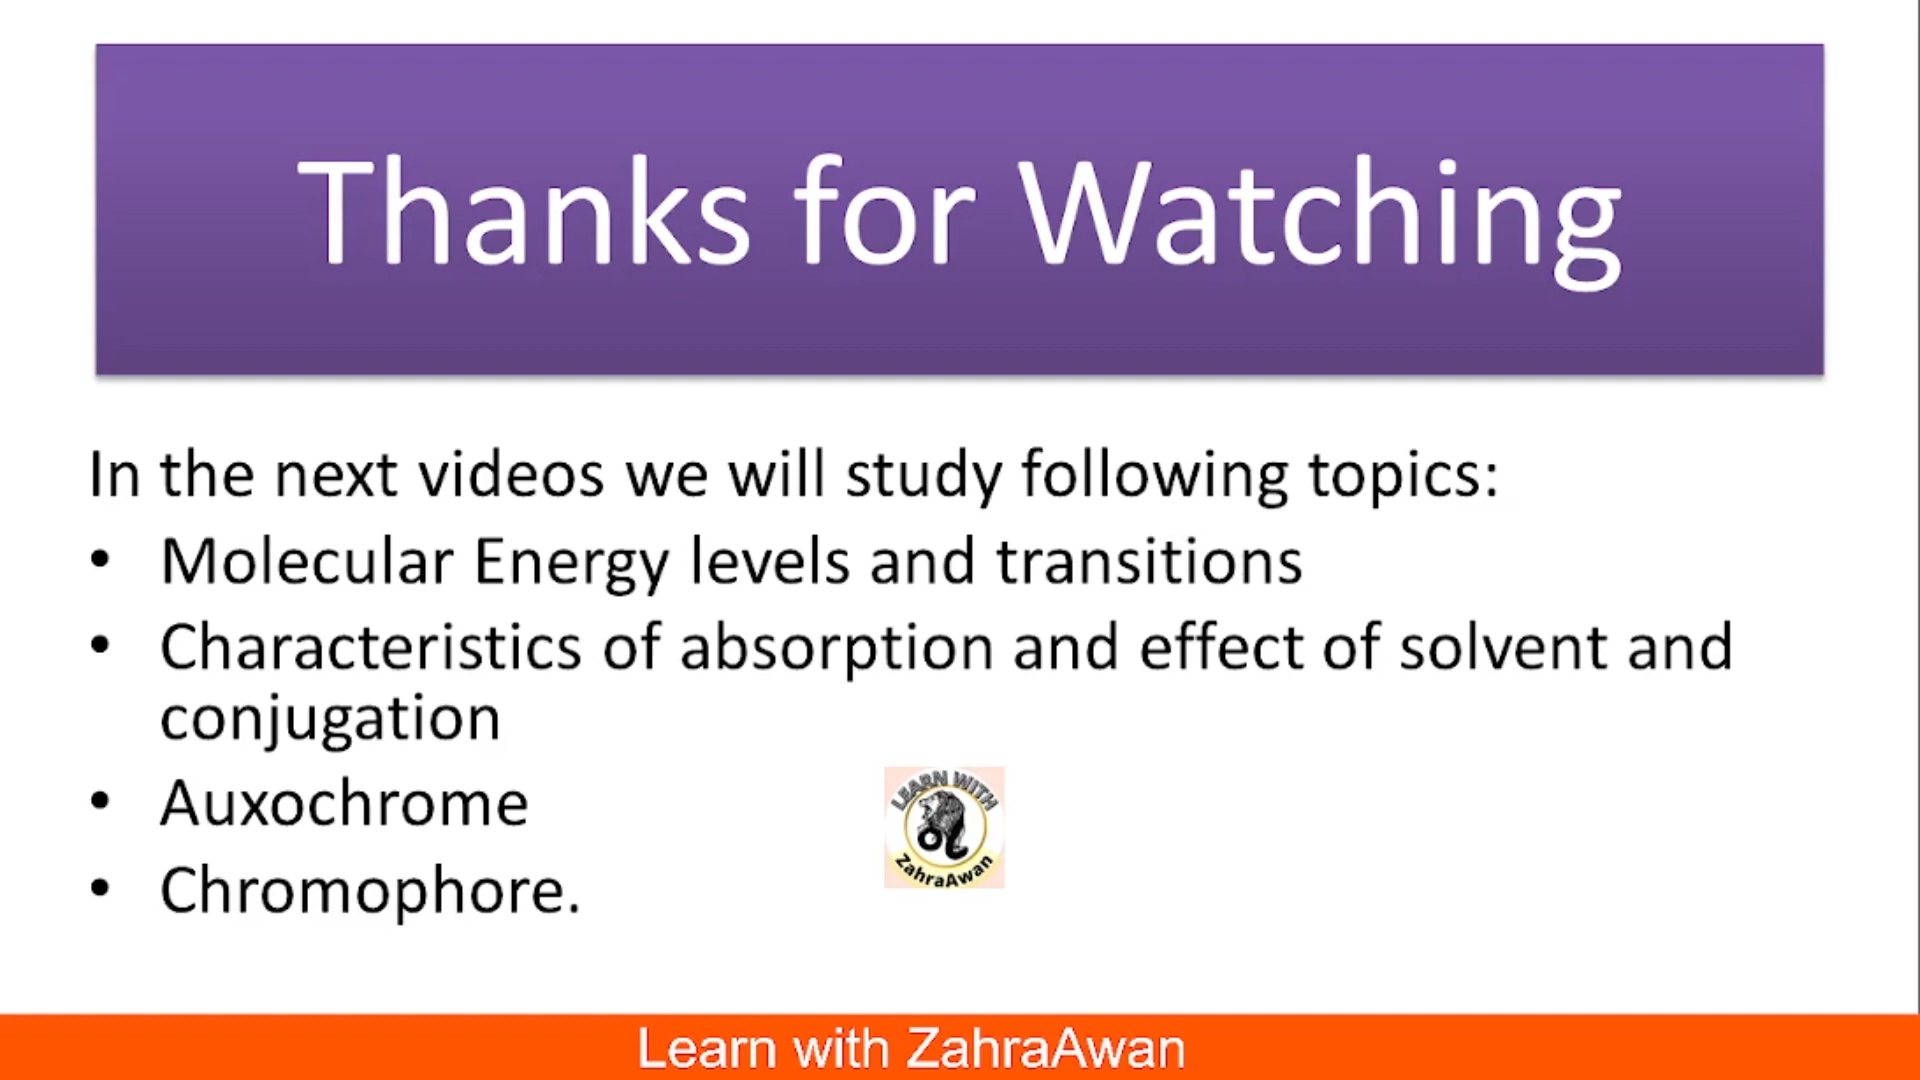 Thanks for Watching
In the next videos we will study following topics:
• Molecular Energy levels and transitions
• Characteristics of absorption and effect of solvent and
conjugation
• Auxochrome
• Chromophore.
LEARN WITH
ZahraAwan
Learn with ZahraAwan